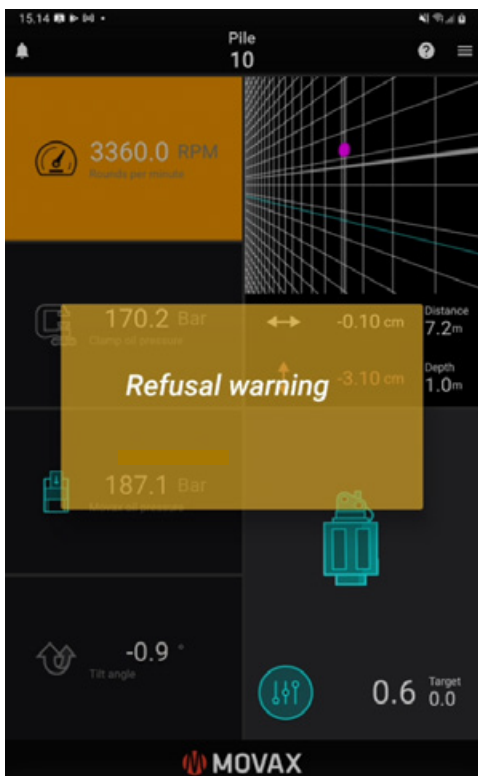 15.14
Pile
10
3360.0 RPM
Rounds per minute
170.2 Bar
Clamp oil pressure
-0.10 cm
Distance
7.2m
-3.10 cm
Depth
1.0m
Refusal warning
187.1 Bar
Movax oil pressure
-0.9 °
Tilt angle
0.6
Target
0.0
MOVAX